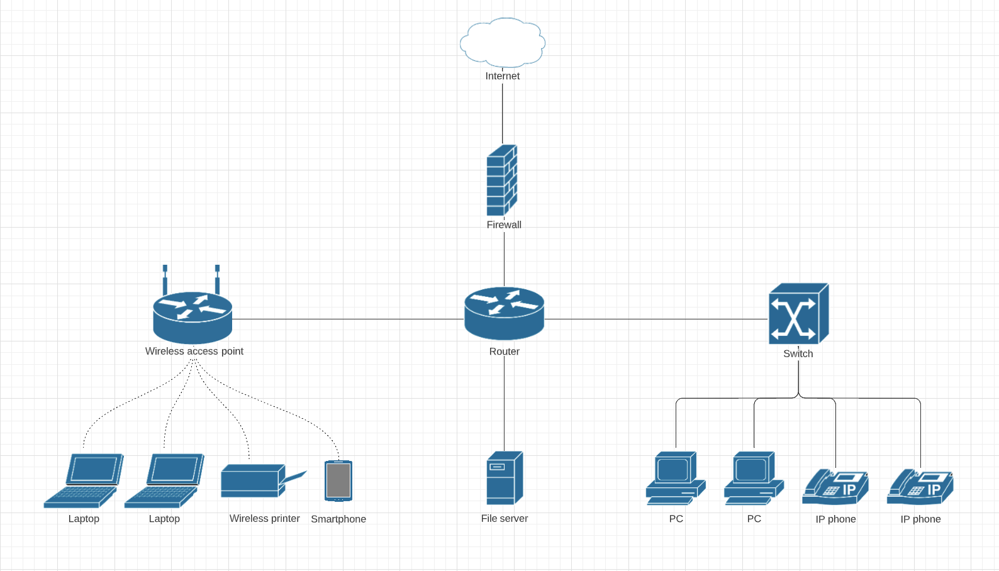 Internet
Firewall
Wireless access point
Router
Switch
IP
IP
Laptop
Laptop
Wireless printer
Smartphone
File server
PC
PC
IP phone
IP phone